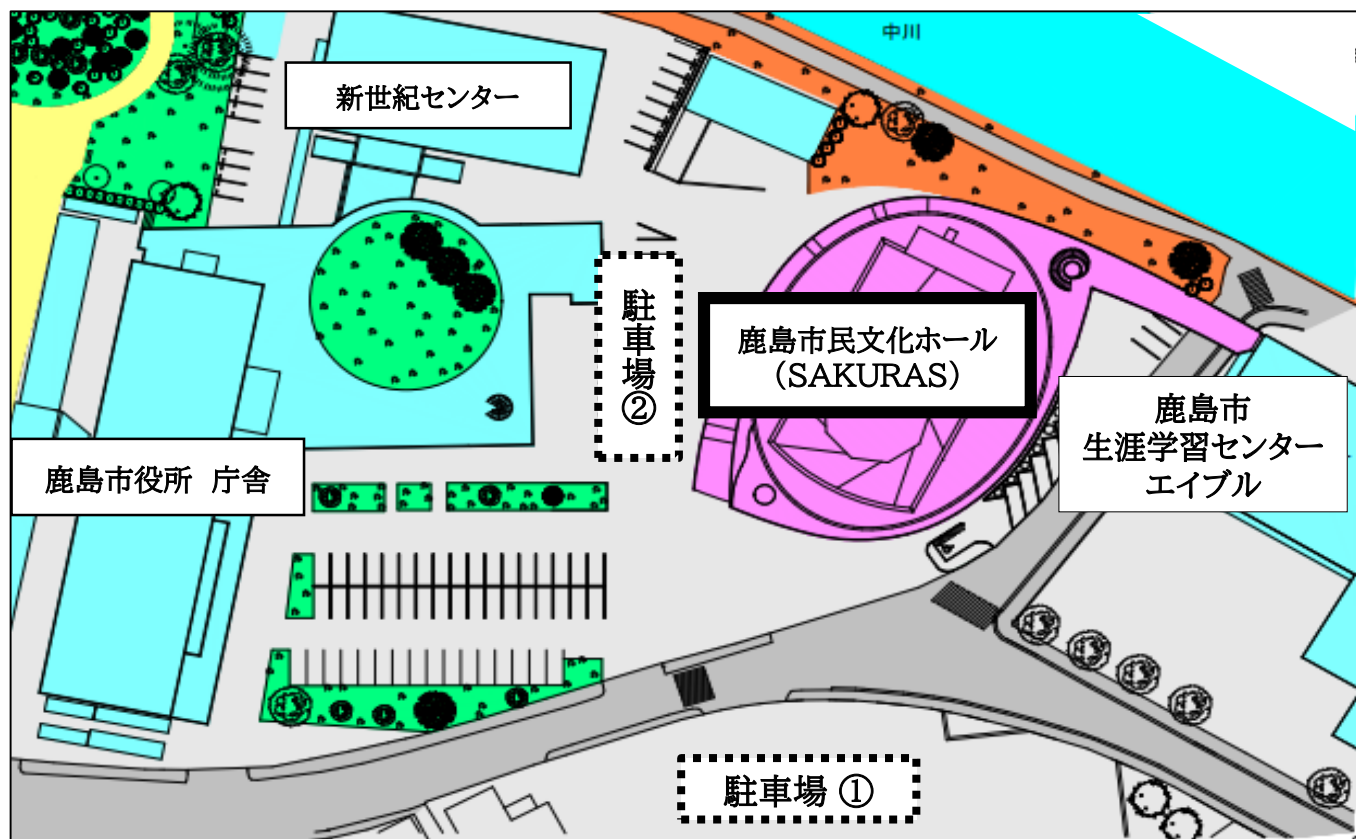 中川
新世紀センター
駐車場②
鹿島市民文化ホール
(SAKURAS)
鹿島市
生涯学習センター
エイブル
鹿島市役所 庁舎
駐車場 ①